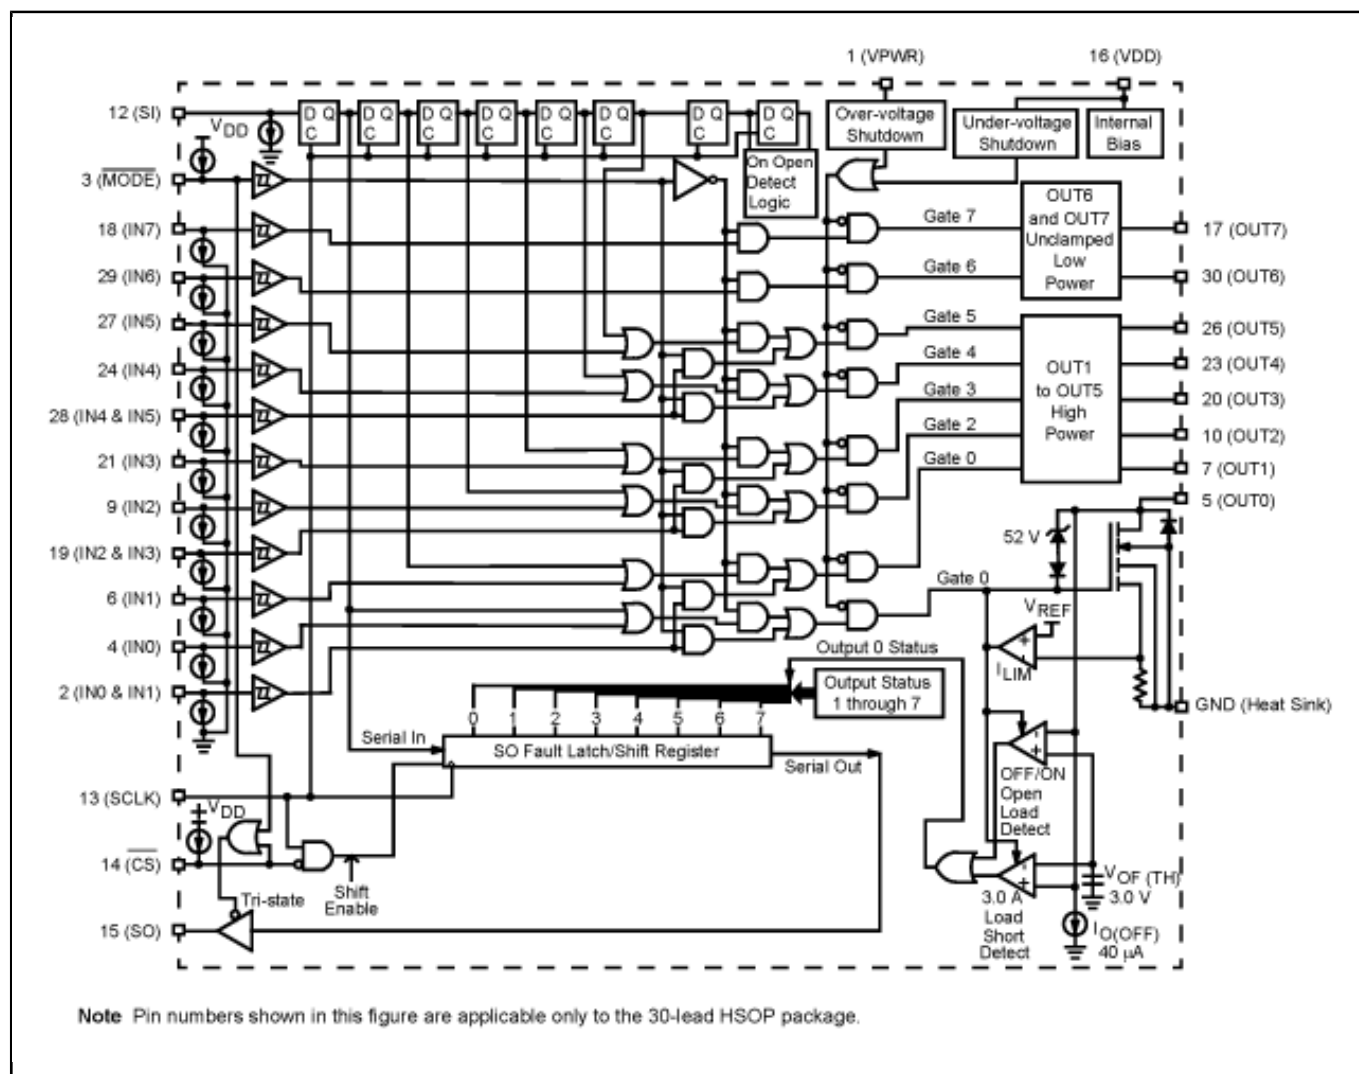 1 (VPWR)
16 (VDD)
12 (SI)
D Q
C
D Q
C
D Q
C
D Q
C
D Q
C
D Q
C
D Q
C
D Q
C
Over-voltage
Shutdown
Under-voltage
Shutdown
Internal
Bias
VDD
3 (MODE)
On Open
Detect
Logic
18 (IN7)
29 (IN6)
27 (IN5)
24 (IN4)
28 (IN4 & IN5)
21 (IN3)
9 (IN2)
19 (IN2 & IN3)
6 (IN1)
4 (IN0)
2 (IN0 & IN1)
Gate 7
Gate 6
Gate 5
Gate 4
Gate 3
Gate 2
Gate 0
OUT6
and OUT7
Unclamped
Low
Power
OUT1
to OUT5
High
Power
17 (OUT7)
30 (OUT6)
26 (OUT5)
23 (OUT4)
20 (OUT3)
10 (OUT2)
7 (OUT1)
5 (OUT0)
52 V
Gate 0
VREF
+
-
ILIM
GND (Heat Sink)
Output 0 Status
Output Status
1 through 7
0 1 2 3 4 5 6 7
Serial In
SO Fault Latch/Shift Register
Serial Out
-
+
OFF/ON
Open
Load
Detect
13 (SCLK)
VDD
14 (CS)
Shift
Enable
Tri-state
15 (SO)
-
+
3.0 A
Load
Short
Detect
VOF (TH)
3.0 V
IO(OFF)
40 µA
Note Pin numbers shown in this figure are applicable only to the 30-lead HSOP package.